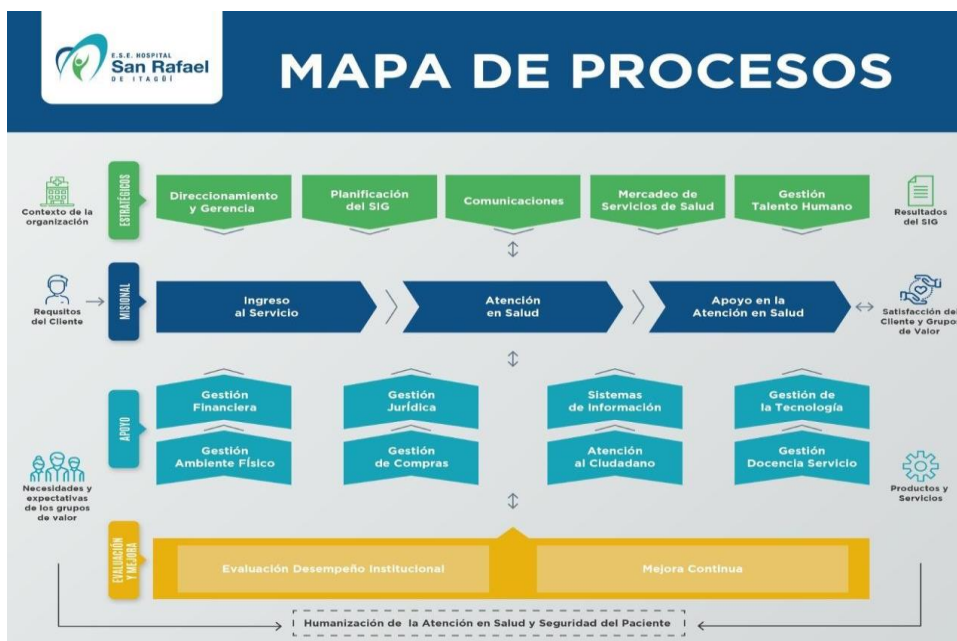 E.S.E. HOSPITAL
San Rafael
DE ITAGÜÍ
MAPA DE PROCESOS
Contexto de la
organización
ESTRATÉGICOS
Direccionamiento
y Gerencia
Planificación
del SIG
Comunicaciones
Mercadeo de
Servicios de Salud
Gestión
Talento Humano
Resultados
del SIG
Requsitos
del Cliente
MISIONAL
Ingreso
al Servicio
Atención
en Salud
Apoyo en la
Atención en Salud
Satisfacción del
Cliente y Grupos
de Valor
APOYO
Gestión
Financiera
Gestión
Jurídica
Sistemas
de Información
Gestión de
la Tecnología
Gestión
Ambiente Físico
Gestión
de Compras
Atención
al Ciudadano
Gestión
Docencia Servicio
Necesidades y
expectativas
de los grupos
de valor
Productos y
Servicios
EVALUACIÓN
Y MEJORA
Evaluación Desempeño Institucional
Mejora Continua
Humanización de la Atención en Salud y Seguridad del Paciente